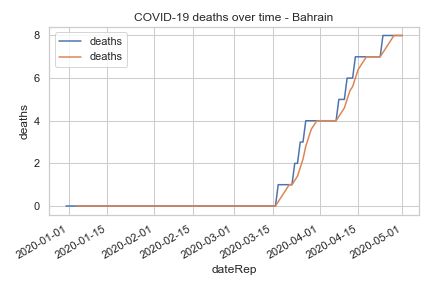 COVID-19 deaths over time - Bahrain
deaths
deaths
deaths
8
6
4
2
0
2020-01-01
2020-01-15
2020-02-01
2020-02-15
2020-03-01
2020-03-15
2020-04-01
2020-04-15
2020-05-01
dateRep